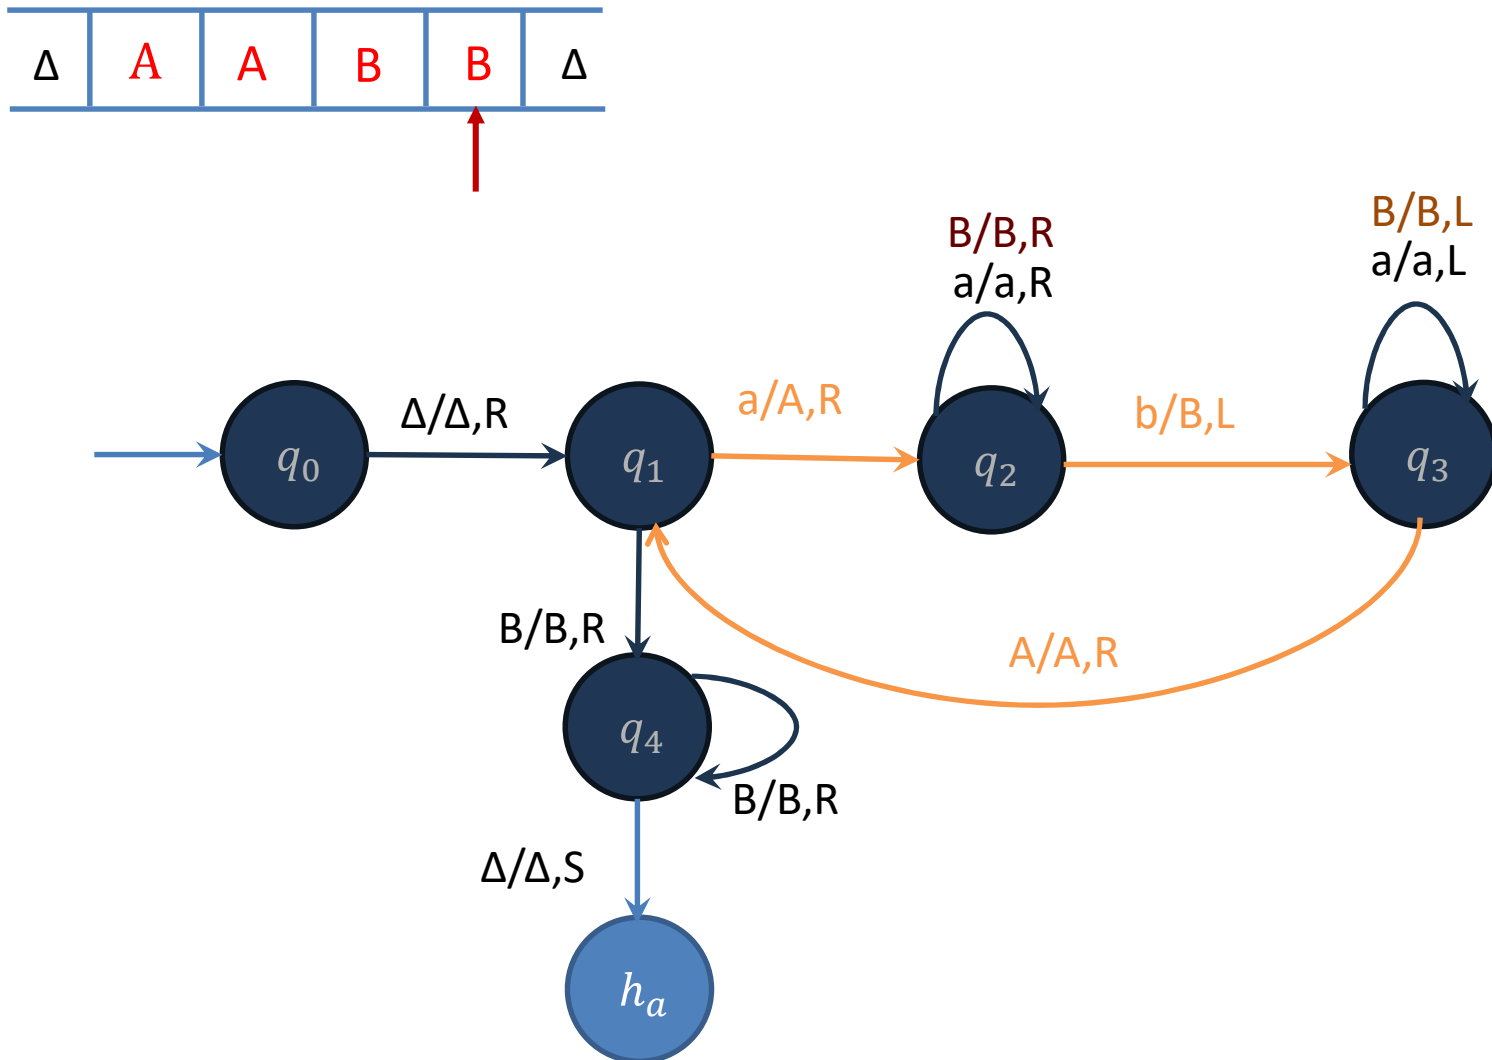 Δ A A B B Δ
B/B,R
a/a,R
B/B,L
a/a,L
Δ/Δ,R
a/A,R
b/B,L
q₀
q₁
q₂
q₃
B/B,R
A/A,R
q₄
B/B,R
Δ/Δ,S
hₐ